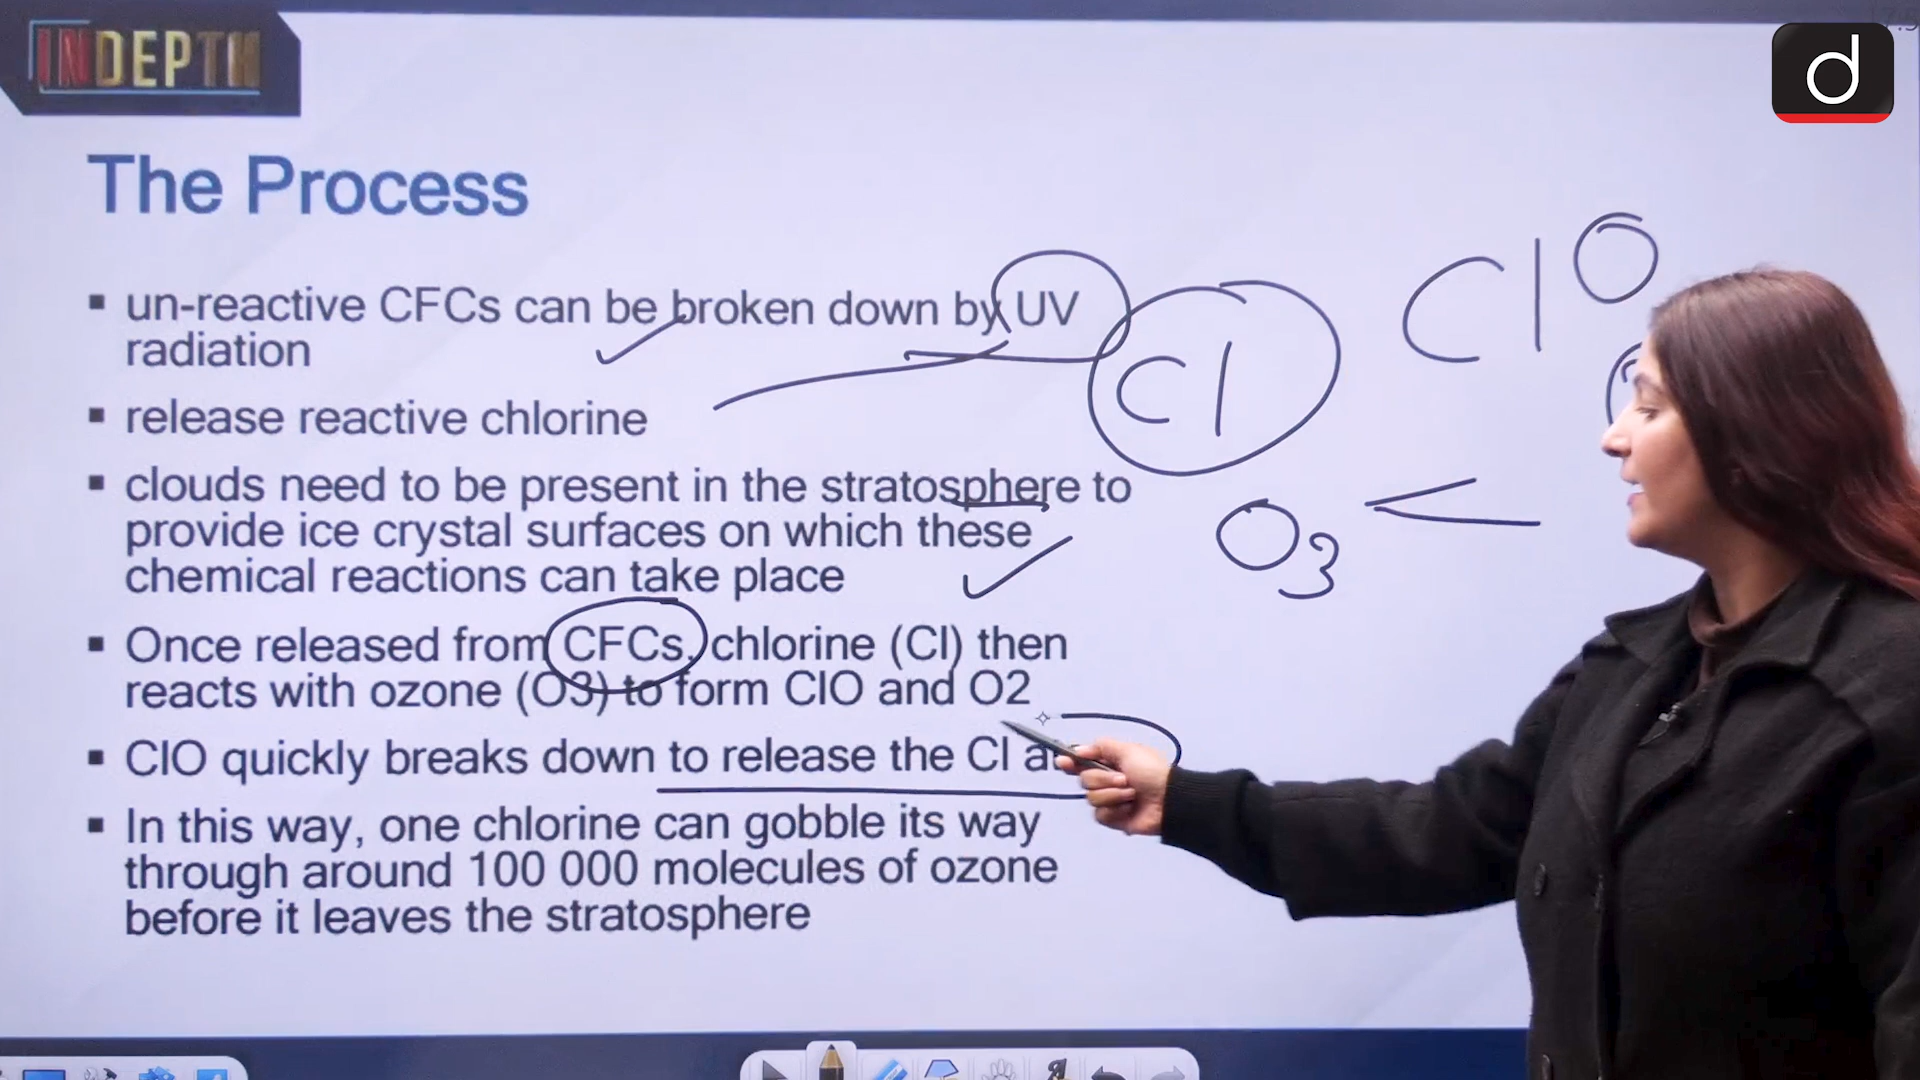 INDEPTH
d
The Process
▪ un-reactive CFCs can be broken down by UV
radiation
▪ release reactive chlorine
▪ clouds need to be present in the stratosphere to
provide ice crystal surfaces on which these
chemical reactions can take place
▪ Once released from CFCs, chlorine (Cl) then
reacts with ozone (O3) to form ClO and O2
▪ ClO quickly breaks down to release the Cl
▪ In this way, one chlorine can gobble its way
through around 100 000 molecules of ozone
before it leaves the stratosphere
ClO
Cl
O3